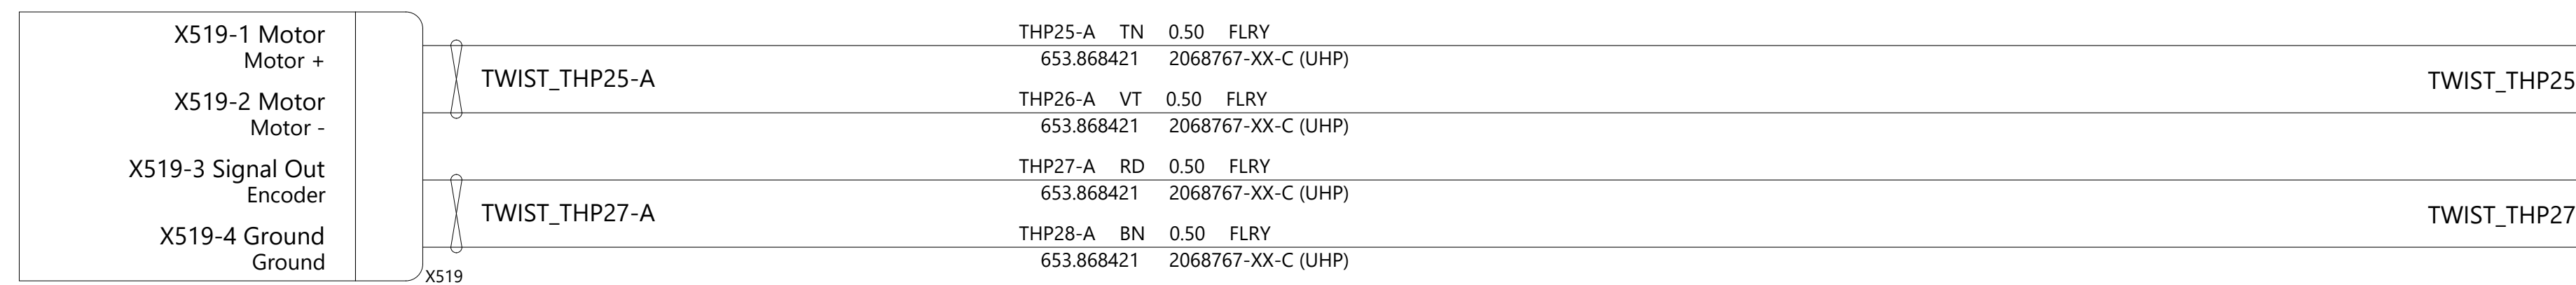 X519-1 Motor
Motor +
X519-2 Motor
Motor -
X519-3 Signal Out
Encoder
X519-4 Ground
Ground
X519
TWIST_THP25-A
TWIST_THP27-A
THP25-A TN 0.50 FLRY
653.868421 2068767-XX-C (UHP)
THP26-A VT 0.50 FLRY
653.868421 2068767-XX-C (UHP)
THP27-A RD 0.50 FLRY
653.868421 2068767-XX-C (UHP)
THP28-A BN 0.50 FLRY
653.868421 2068767-XX-C (UHP)
TWIST_THP25
TWIST_THP27